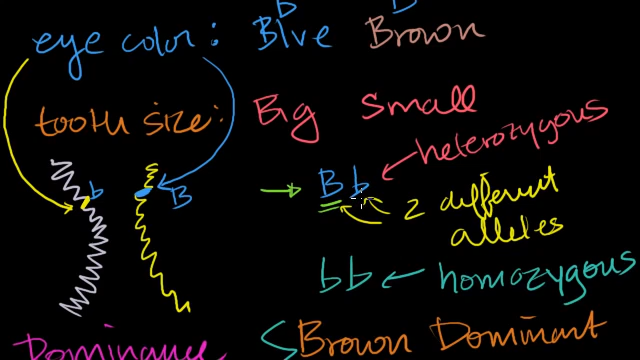 b B
eye color: Blue Brown
tooth size: Big Small
heterozygous
b B
Bb
2 different
alleles
bb homozygous
Dominance Brown Dominant